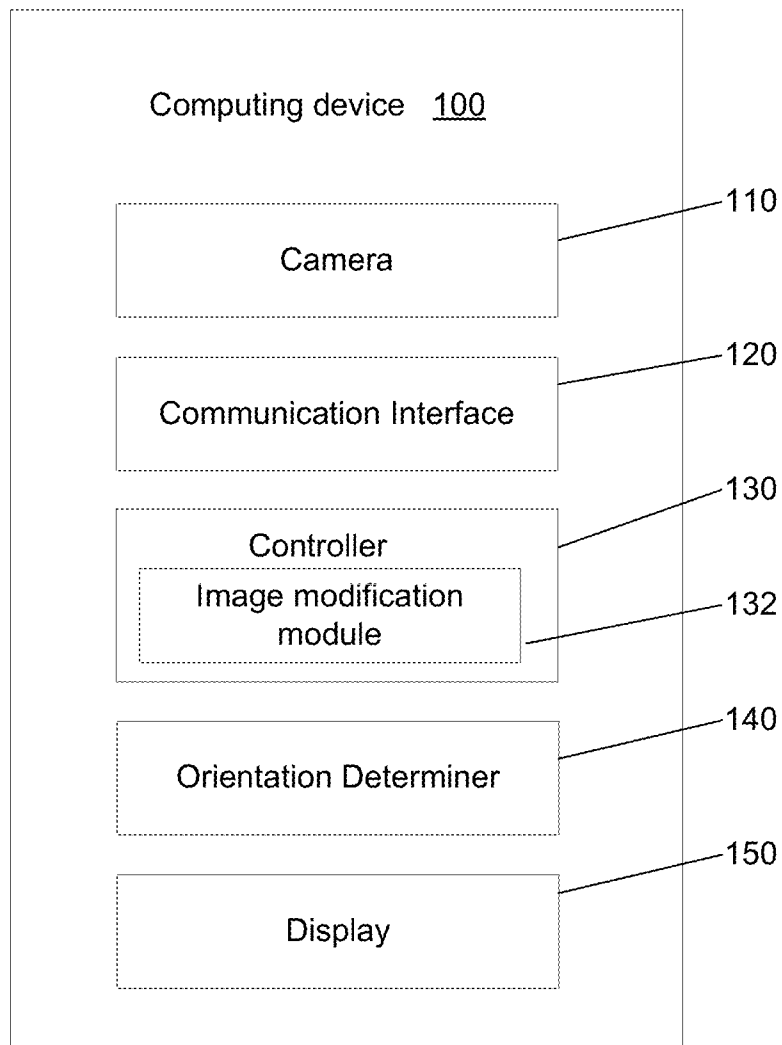 Computing device 100
110
Camera
120
Communication Interface
130
Controller
Image modification
module
132
140
Orientation Determiner
150
Display